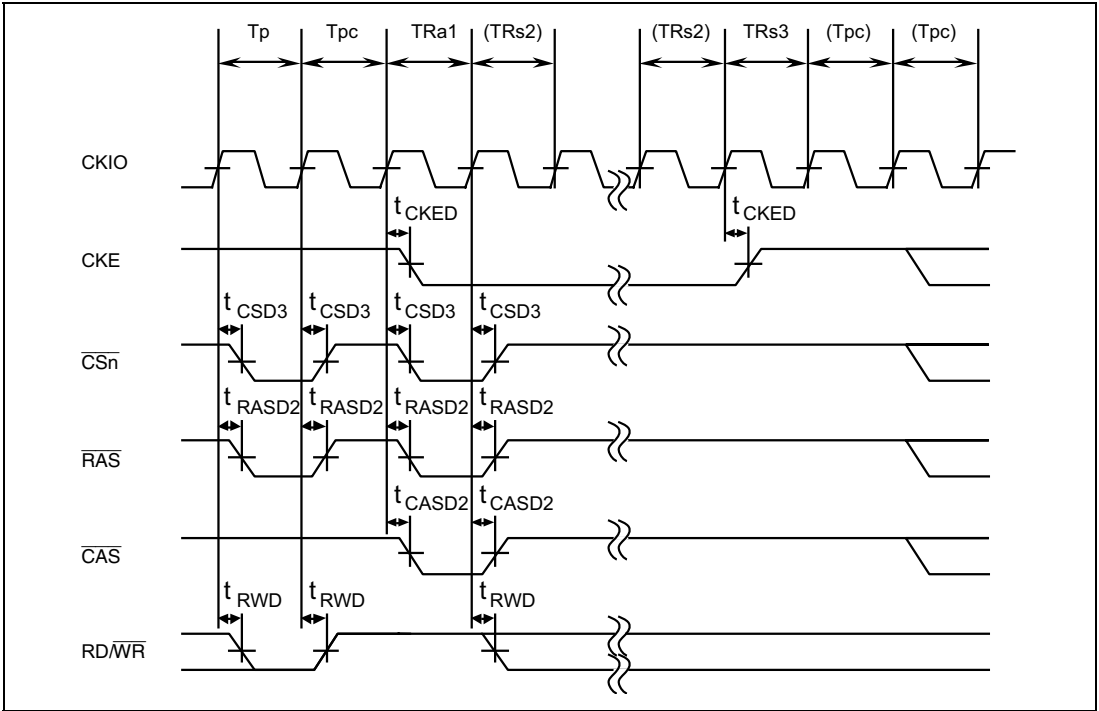 Tp Tpc TRa1 (TRs2) (TRs2) TRs3 (Tpc) (Tpc)
CKIO
tCKED tCKED
CKE
tCSD3 tCSD3 tCSD3 tCSD3
CSn
tRASD2 tRASD2 tRASD2 tRASD2
RAS
tCASD2 tCASD2
CAS
tRWD tRWD tRWD
RD/WR